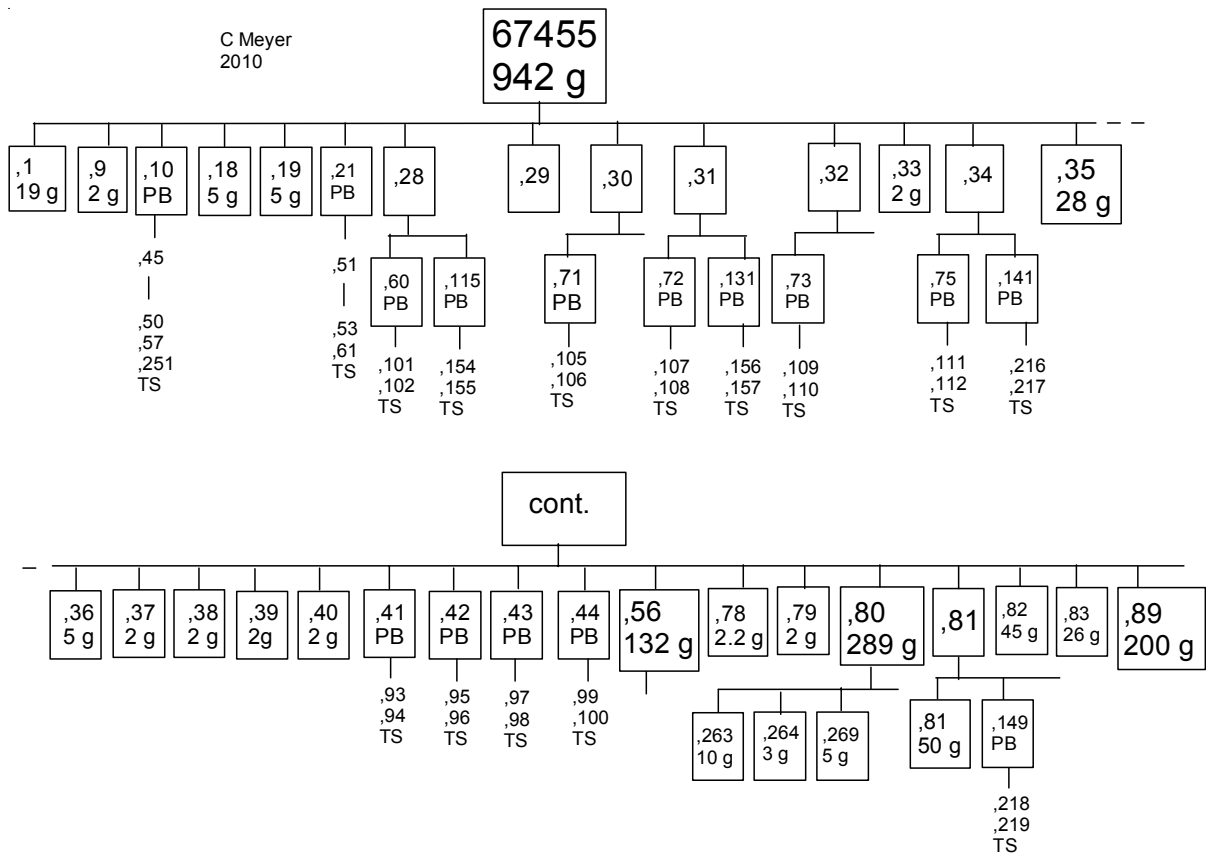 C Meyer
2010
67455
942 g
,1
19 g
,9
2 g
,10
PB
,18
5 g
,19
5 g
,21
PB
,28
,29
,30
,31
,32
,33
2 g
,34
,35
28 g
,45
,50
,57
,251
TS
,51
,53
,61
TS
,60
PB
,101
,102
TS
,115
PB
,154
,155
TS
,71
PB
,105
,106
TS
,72
PB
,107
,108
TS
,131
PB
,156
,157
TS
,73
PB
,109
,110
TS
,75
PB
,111
,112
TS
,141
PB
,216
,217
TS
cont.
,36
5 g
,37
2 g
,38
2 g
,39
2g
,40
2 g
,41
PB
,42
PB
,43
PB
,44
PB
,56
132 g
,78
2.2 g
,79
2 g
,80
289 g
,81
,82
45 g
,83
26 g
,89
200 g
,93
,94
TS
,95
,96
TS
,97
,98
TS
,99
,100
TS
,263
10 g
,264
3 g
,269
5 g
,81
50 g
,149
PB
,218
,219
TS